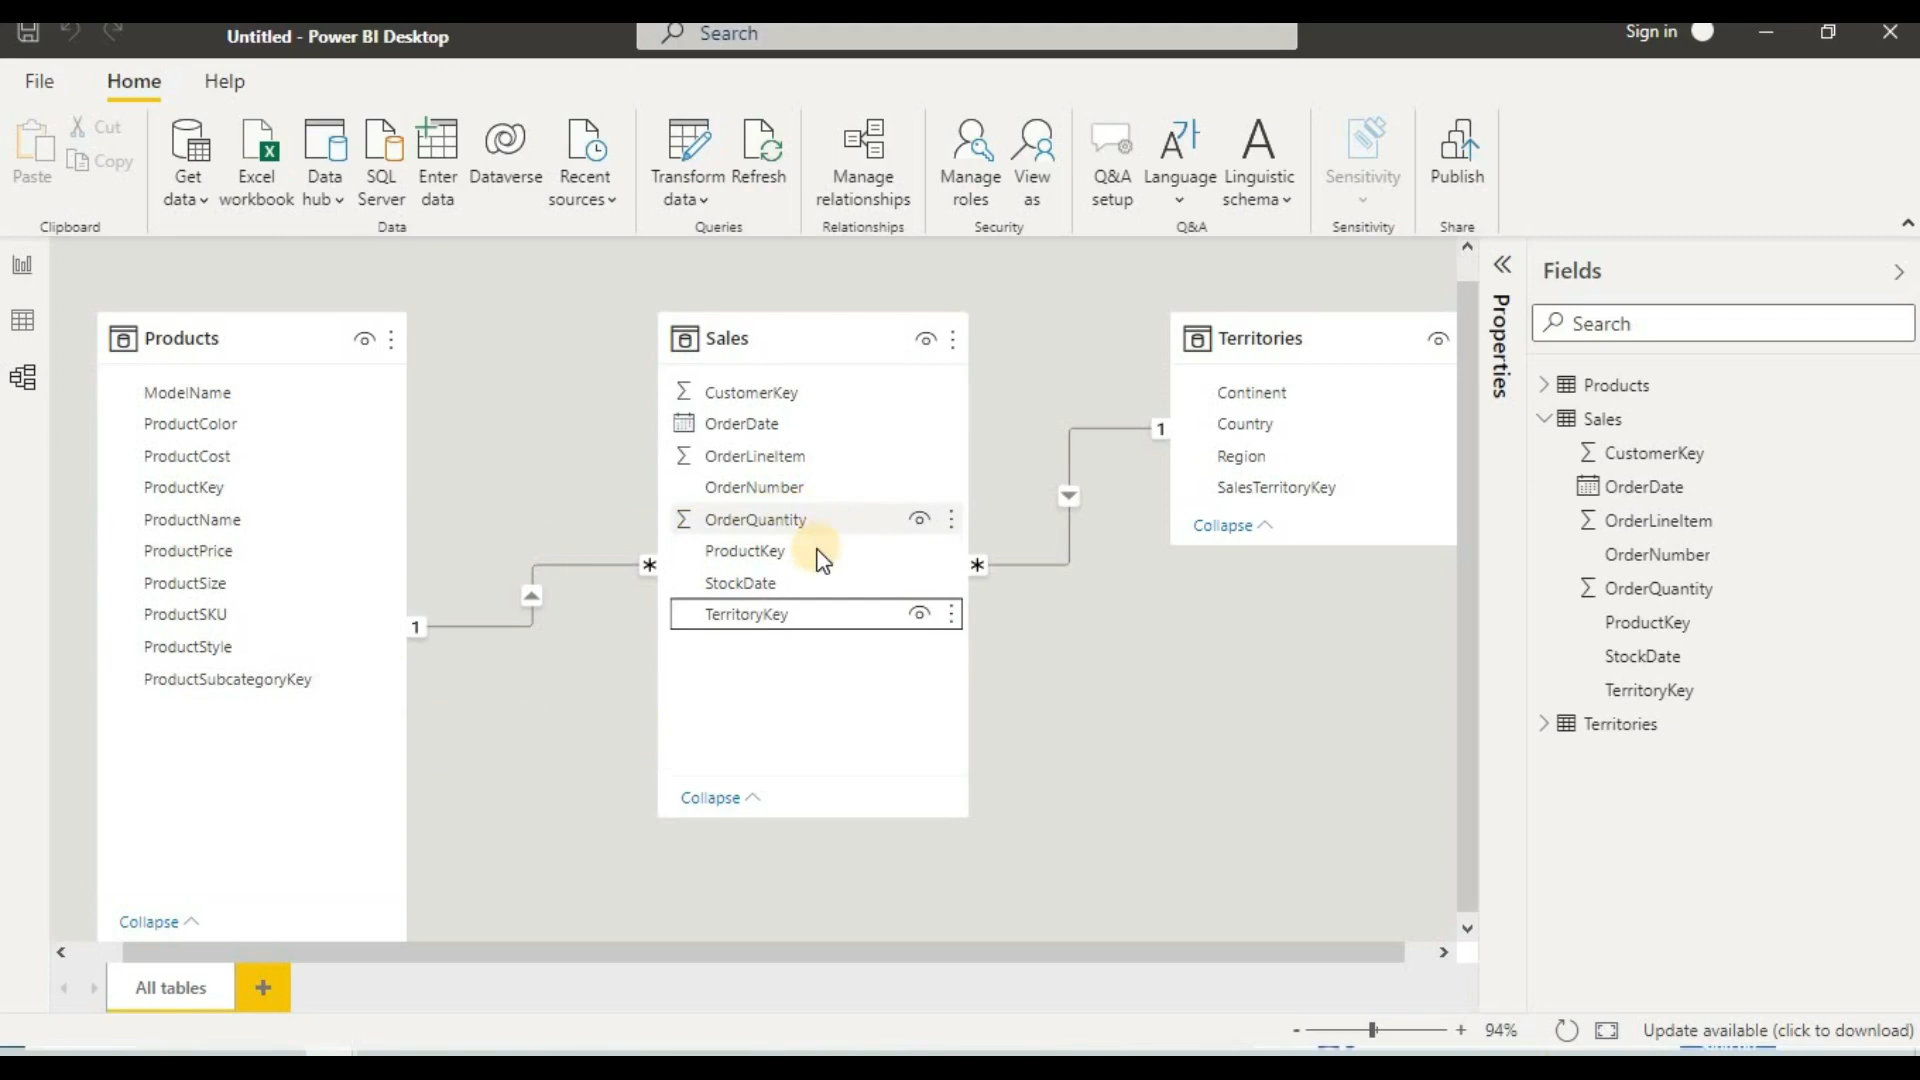 Untitled - Power BI Desktop
Search
Sign in
File
Home
Help
Paste
Cut
Copy
Clipboard
Get data
Excel workbook
Data hub
SQL Server
Enter data
Dataverse
Recent sources
Data
Transform data
Refresh
Queries
Manage relationships
Relationships
Manage roles
View as
Security
Q&A setup
Language
Linguistic schema
Q&A
Sensitivity
Sensitivity
Publish
Share
Products
ModelName
ProductColor
ProductCost
ProductKey
ProductName
ProductPrice
ProductSize
ProductSKU
ProductStyle
ProductSubcategoryKey
Collapse
1
*
Sales
CustomerKey
OrderDate
OrderLineItem
OrderNumber
OrderQuantity
ProductKey
StockDate
TerritoryKey
Collapse
*
1
Territories
Continent
Country
Region
SalesTerritoryKey
Collapse
Properties
Fields
Search
Products
Sales
CustomerKey
OrderDate
OrderLineItem
OrderNumber
OrderQuantity
ProductKey
StockDate
TerritoryKey
Territories
All tables
+
- + 94%
Update available (click to download)